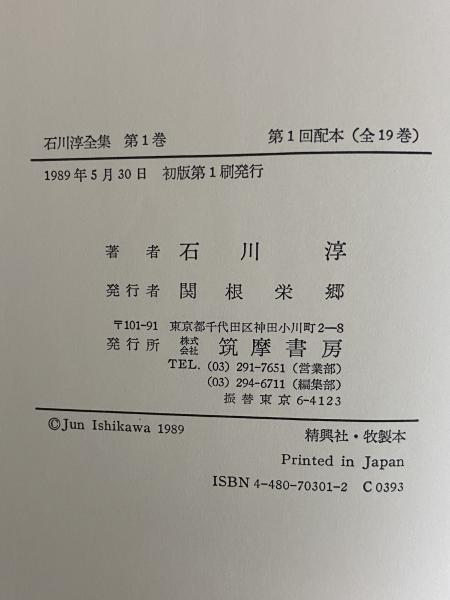 石川淳全集 第1巻 第1回配本(全19巻)
1989年5月30日 初版第1刷発行
著者 石川淳
発行者 関根栄郷
〒101-91 東京都千代田区神田小川町2—8
発行所 株式会社 筑摩書房
TEL. (03) 291-7651 (営業部)
(03) 294-6711 (編集部)
振替東京6-4123
©Jun Ishikawa 1989 精興社・牧製本
Printed in Japan
ISBN 4-480-70301-2 C0393